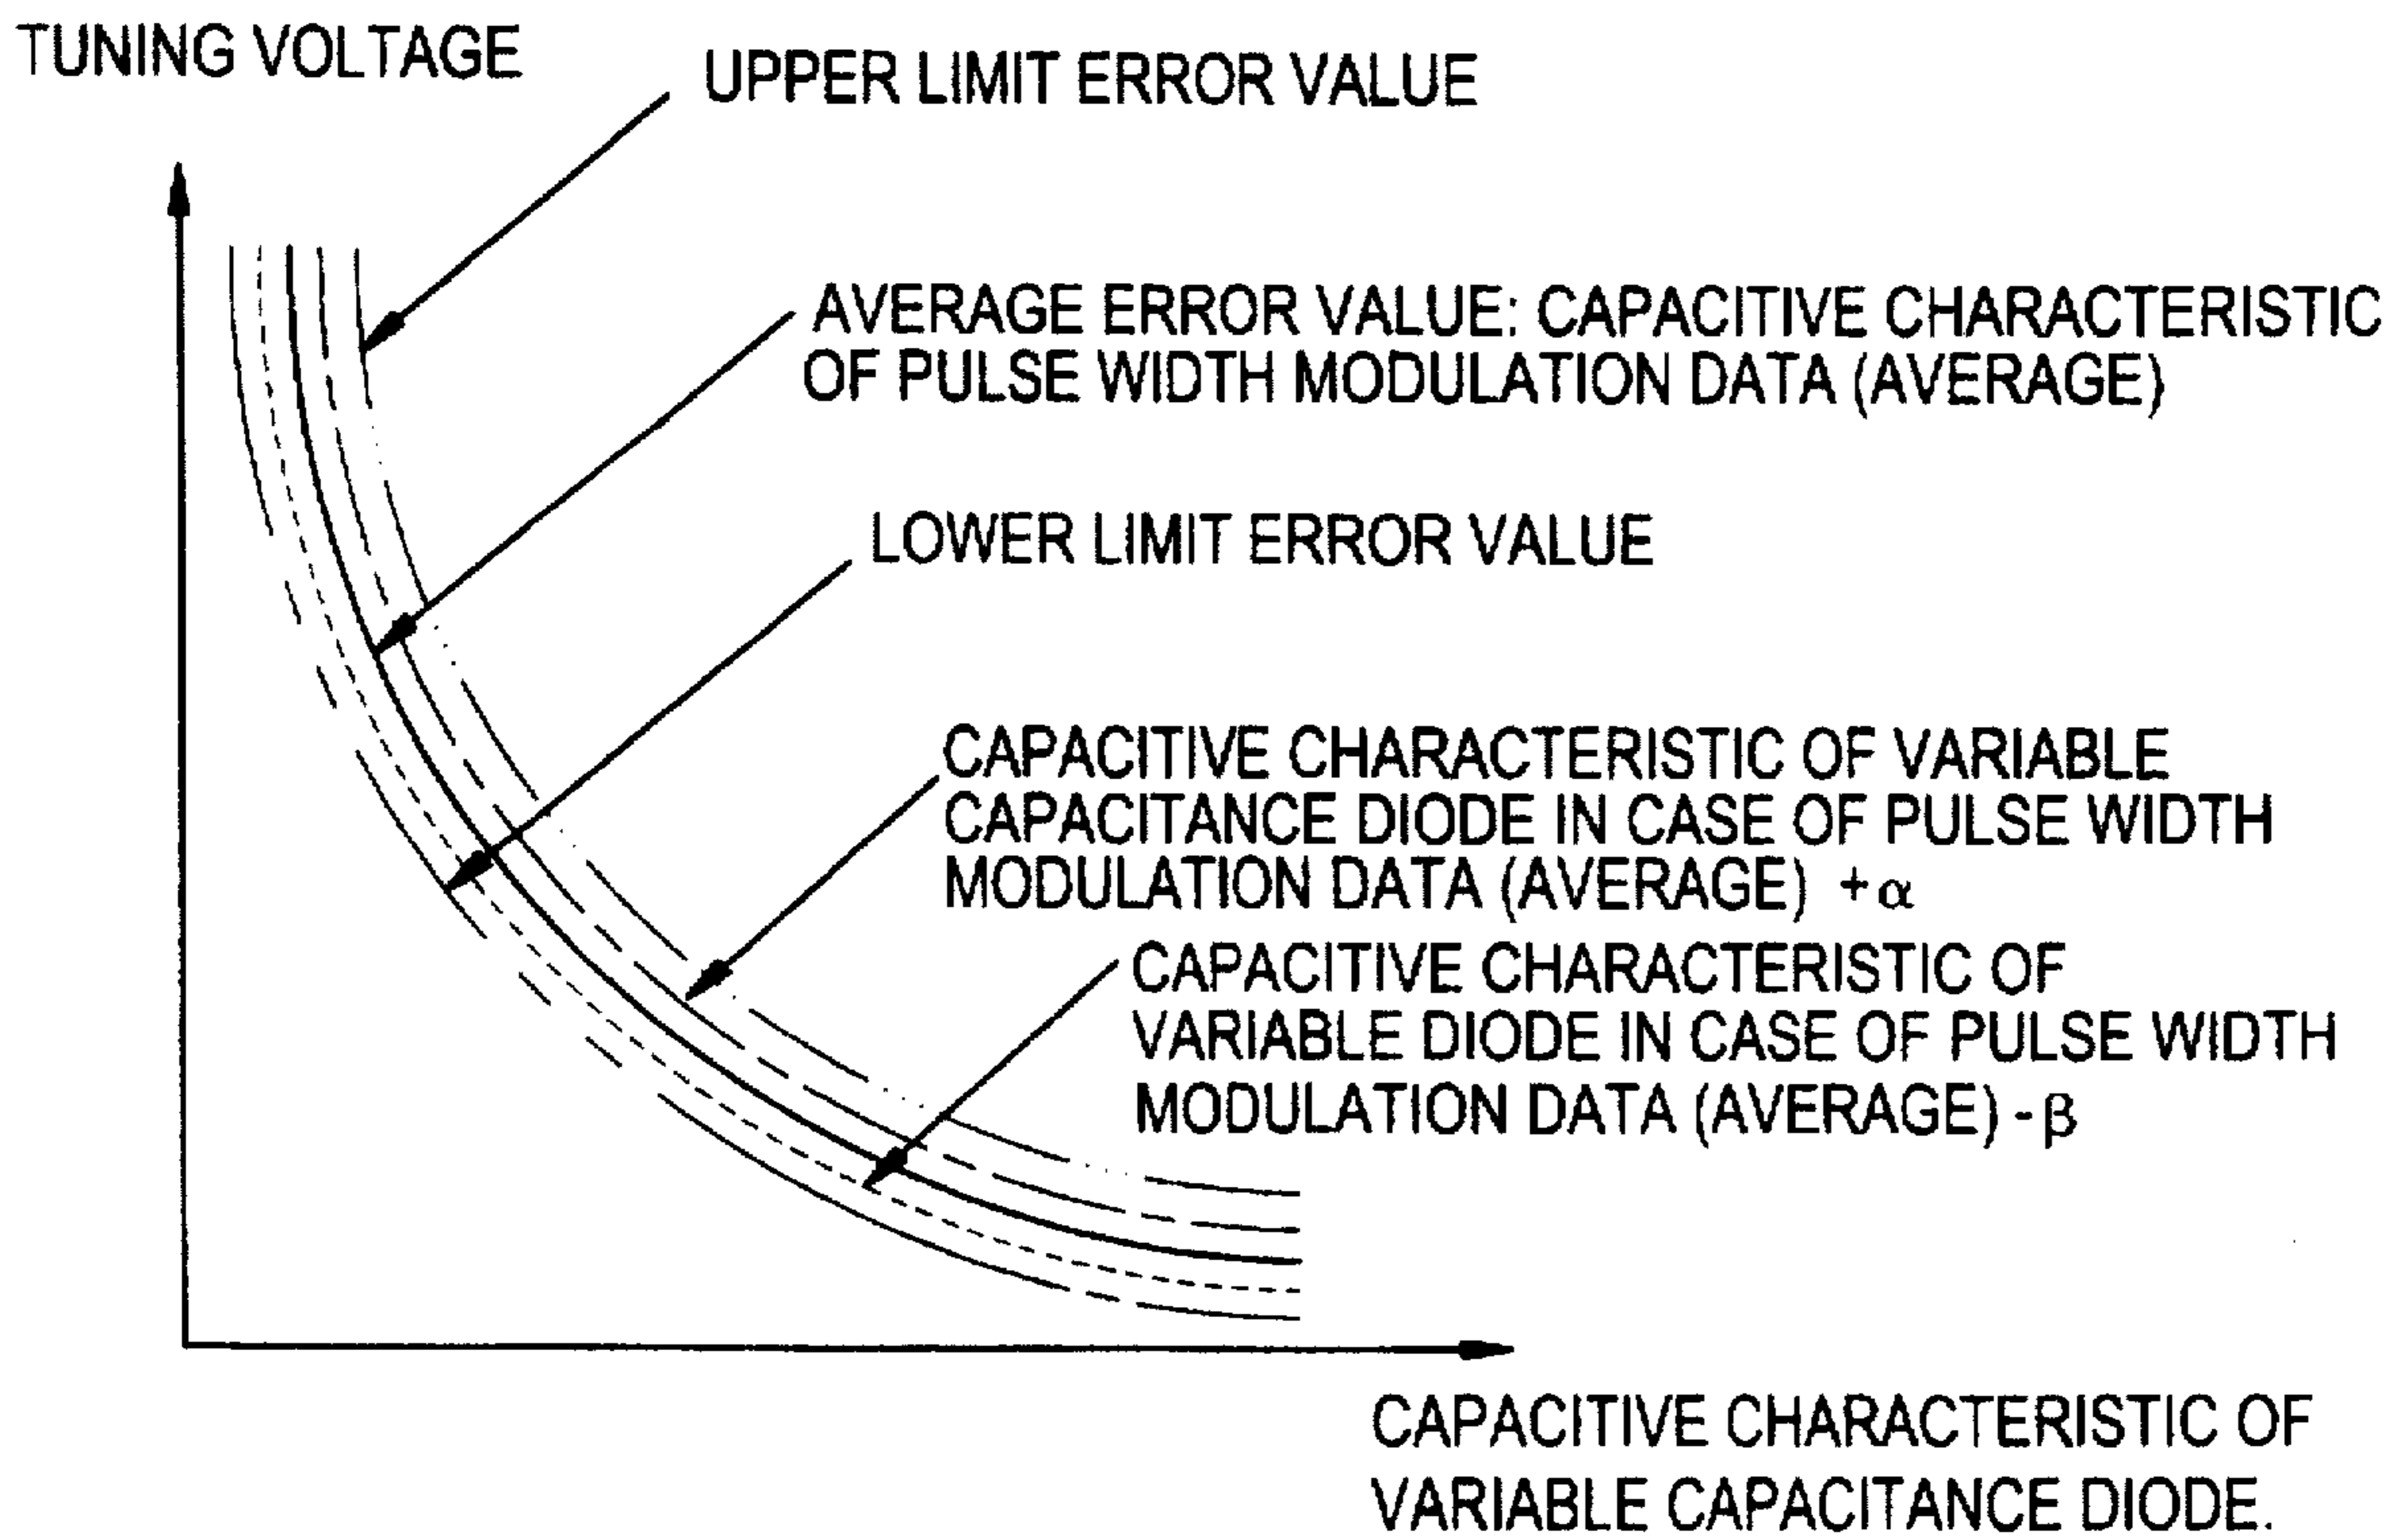 TUNING VOLTAGE
UPPER LIMIT ERROR VALUE
AVERAGE ERROR VALUE: CAPACITIVE CHARACTERISTIC
OF PULSE WIDTH MODULATION DATA (AVERAGE)
LOWER LIMIT ERROR VALUE
CAPACITIVE CHARACTERISTIC OF VARIABLE
CAPACITANCE DIODE IN CASE OF PULSE WIDTH
MODULATION DATA (AVERAGE) +α
CAPACITIVE CHARACTERISTIC OF
VARIABLE DIODE IN CASE OF PULSE WIDTH
MODULATION DATA (AVERAGE) -β
CAPACITIVE CHARACTERISTIC OF
VARIABLE CAPACITANCE DIODE.